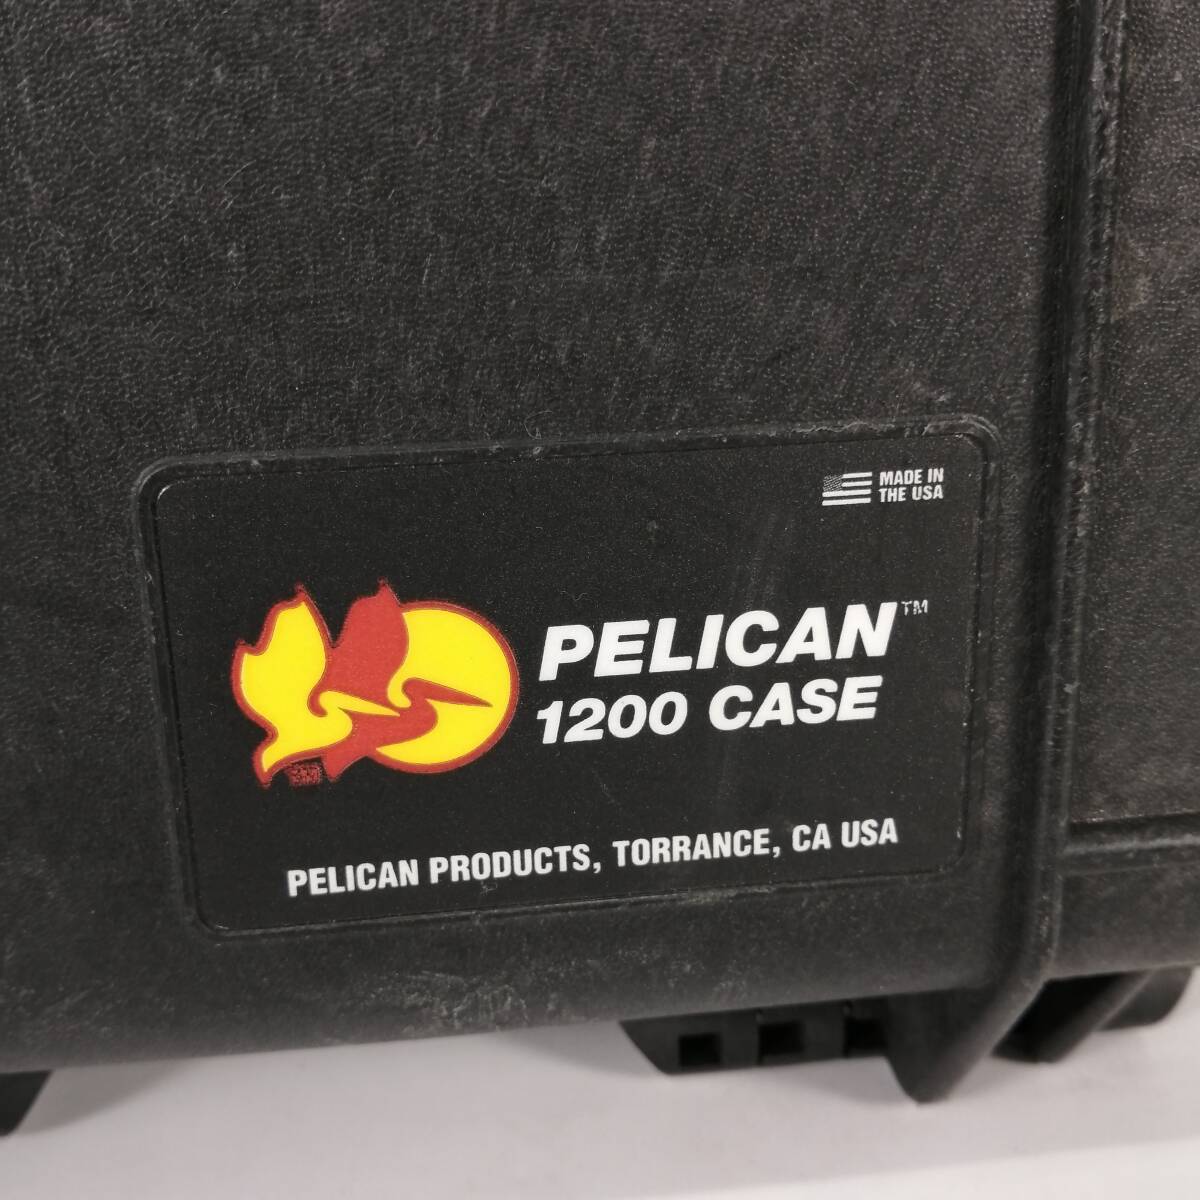 MADE IN
THE USA
PELICAN™
1200 CASE
PELICAN PRODUCTS, TORRANCE, CA USA